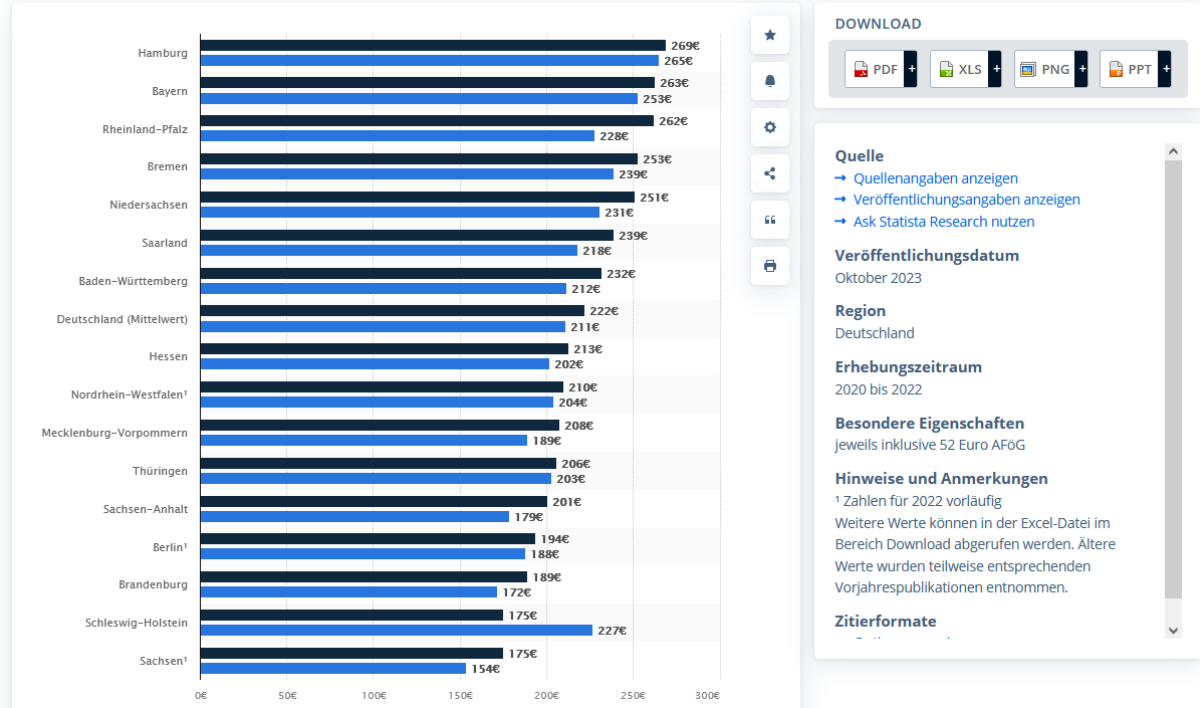 Hamburg
269€
265€
Bayern
263€
253€
Rheinland-Pfalz
262€
228€
Bremen
253€
239€
Niedersachsen
251€
231€
Saarland
239€
218€
Baden-Württemberg
232€
212€
Deutschland (Mittelwert)
222€
211€
Hessen
213€
202€
Nordrhein-Westfalen¹
210€
204€
Mecklenburg-Vorpommern
208€
189€
Thüringen
206€
203€
Sachsen-Anhalt
201€
179€
Berlin¹
194€
188€
Brandenburg
189€
172€
Schleswig-Holstein
175€
227€
Sachsen¹
175€
154€
0€ 50€ 100€ 150€ 200€ 250€ 300€
DOWNLOAD
PDF + XLS + PNG + PPT +
Quelle
→ Quellenangaben anzeigen
→ Veröffentlichungsangaben anzeigen
→ Ask Statista Research nutzen
Veröffentlichungsdatum
Oktober 2023
Region
Deutschland
Erhebungszeitraum
2020 bis 2022
Besondere Eigenschaften
jeweils inklusive 52 Euro AFöG
Hinweise und Anmerkungen
¹ Zahlen für 2022 vorläufig
Weitere Werte können in der Excel-Datei im
Bereich Download abgerufen werden. Ältere
Werte wurden teilweise entsprechenden
Vorjahrespublikationen entnommen.
Zitierformate